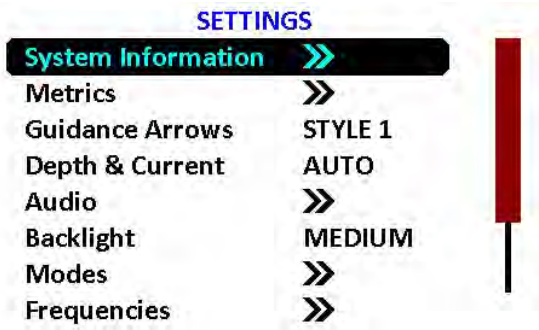 SETTINGS
System Information »
Metrics »
Guidance Arrows STYLE 1
Depth & Current AUTO
Audio »
Backlight MEDIUM
Modes »
Frequencies »